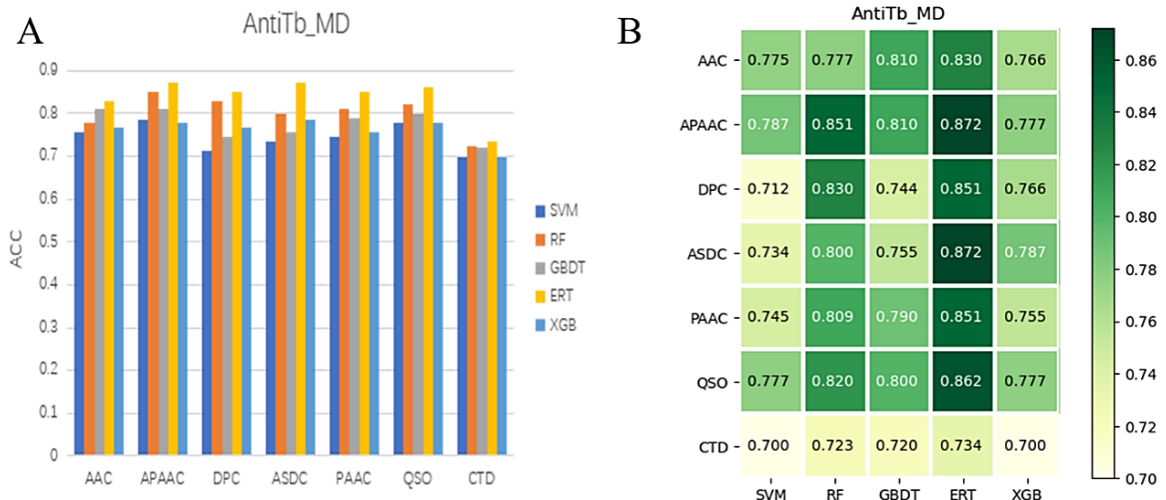 A
AntiTb_MD
ACC
0.9
0.8
0.7
0.6
0.5
0.4
0.3
0.2
0.1
0
AAC APAAC DPC ASDC PAAC QSO CTD
SVM
RF
GBDT
ERT
XGB
B
AntiTb_MD
AAC 0.775 0.777 0.810 0.830 0.766
APAAC 0.787 0.851 0.810 0.872 0.777
DPC 0.712 0.830 0.744 0.851 0.766
ASDC 0.734 0.800 0.755 0.872 0.787
PAAC 0.745 0.809 0.790 0.851 0.755
QSO 0.777 0.820 0.800 0.862 0.777
CTD 0.700 0.723 0.720 0.734 0.700
SVM RF GBDT ERT XGB
0.86
0.84
0.82
0.80
0.78
0.76
0.74
0.72
0.70